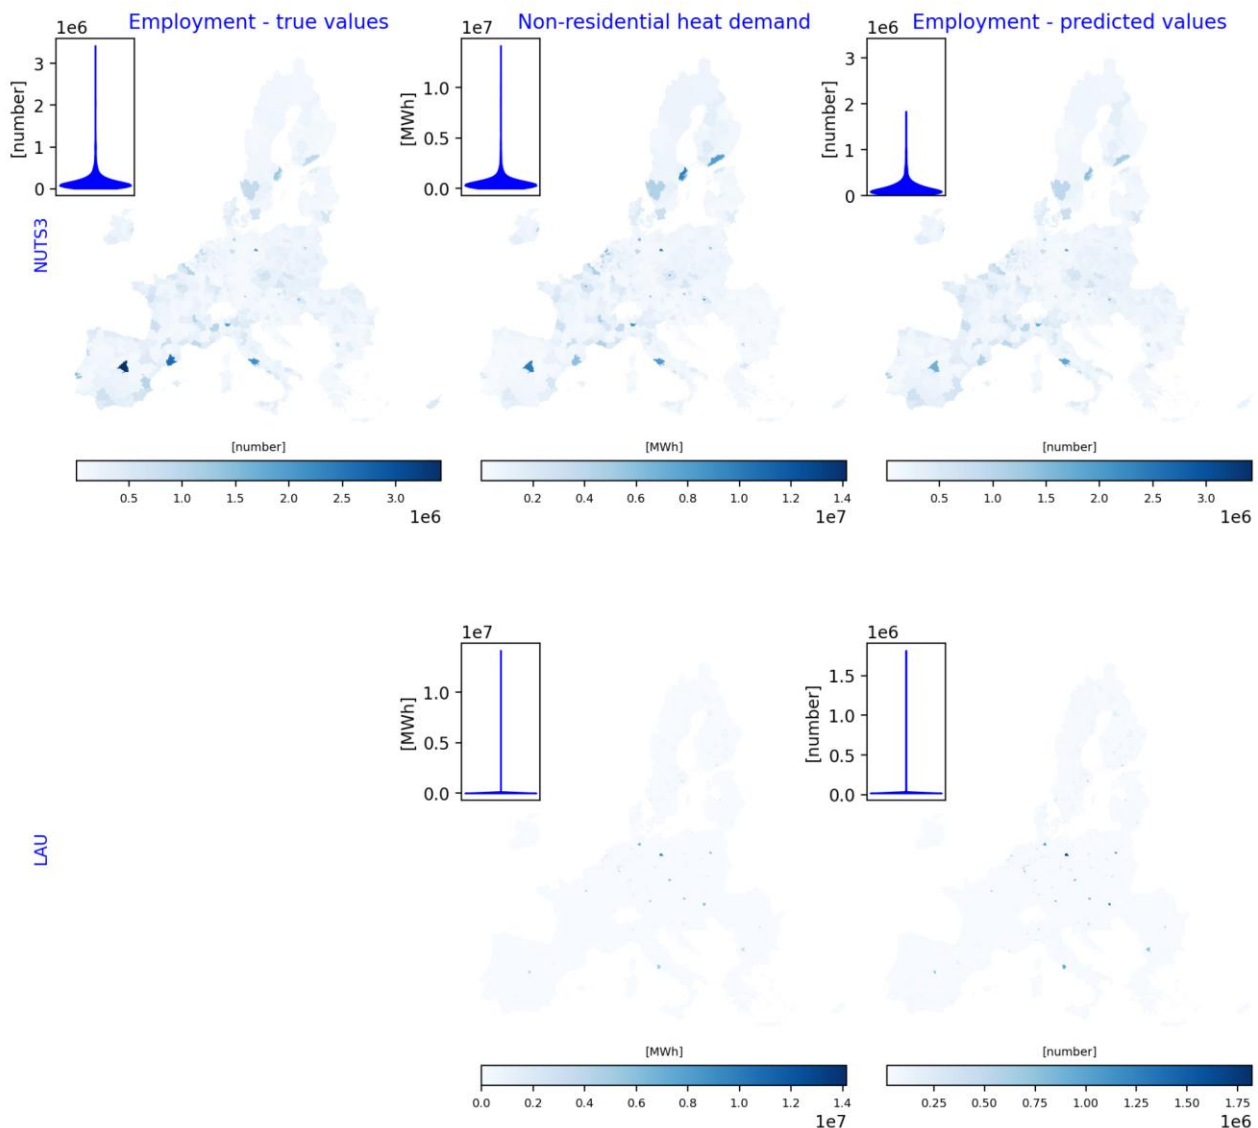 Employment - true values
Non-residential heat demand
Employment - predicted values
1e6
1e7
1e6
[number]
3
2
1
0
[MWh]
1.0
0.5
0.0
[number]
3
2
1
0
NUTS3
[number]
[MWh]
[number]
0.5 1.0 1.5 2.0 2.5 3.0
1e6
0.2 0.4 0.6 0.8 1.0 1.2 1.4
1e7
0.5 1.0 1.5 2.0 2.5 3.0
1e6
1e7
1e6
[MWh]
1.0
0.5
0.0
[number]
1.5
1.0
0.5
0.0
LAU
[MWh]
[number]
0.0 0.2 0.4 0.6 0.8 1.0 1.2 1.4
1e7
0.25 0.50 0.75 1.00 1.25 1.50 1.75
1e6